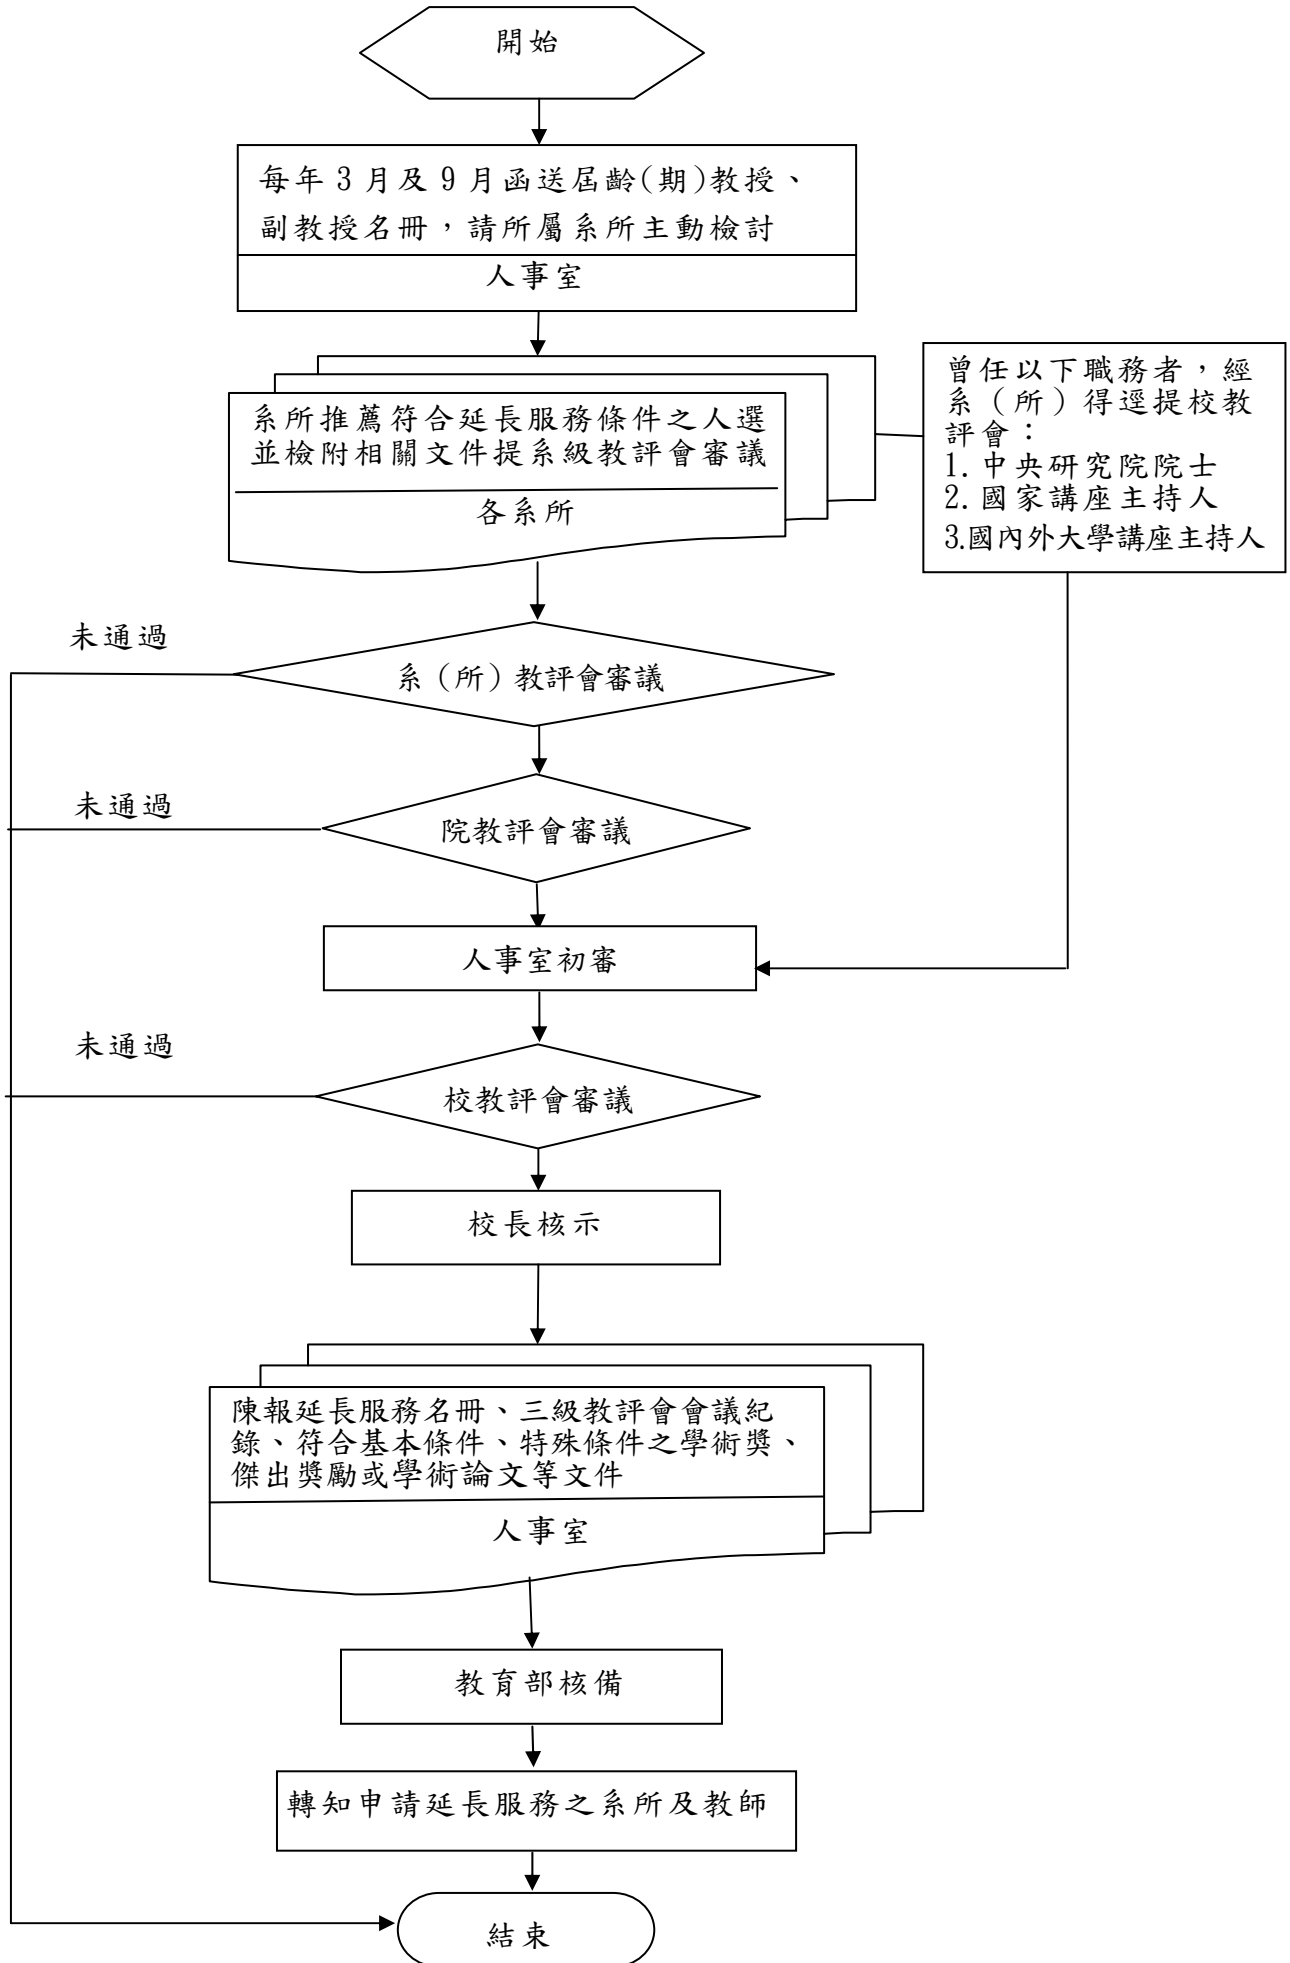 開始
每年 3 月及 9 月函送屆齡(期)教授、
副教授名冊，請所屬系所主動檢討
人事室
系所推薦符合延長服務條件之人選
並檢附相關文件提系級教評會審議
各系所
曾任以下職務者，經
系（所）得逕提校教
評會：
1. 中央研究院院士
2. 國家講座主持人
3.國內外大學講座主持人
未通過
系（所）教評會審議
未通過
院教評會審議
人事室初審
未通過
校教評會審議
校長核示
陳報延長服務名冊、三級教評會會議紀
錄、符合基本條件、特殊條件之學術獎、
傑出獎勵或學術論文等文件
人事室
教育部核備
轉知申請延長服務之系所及教師
結束